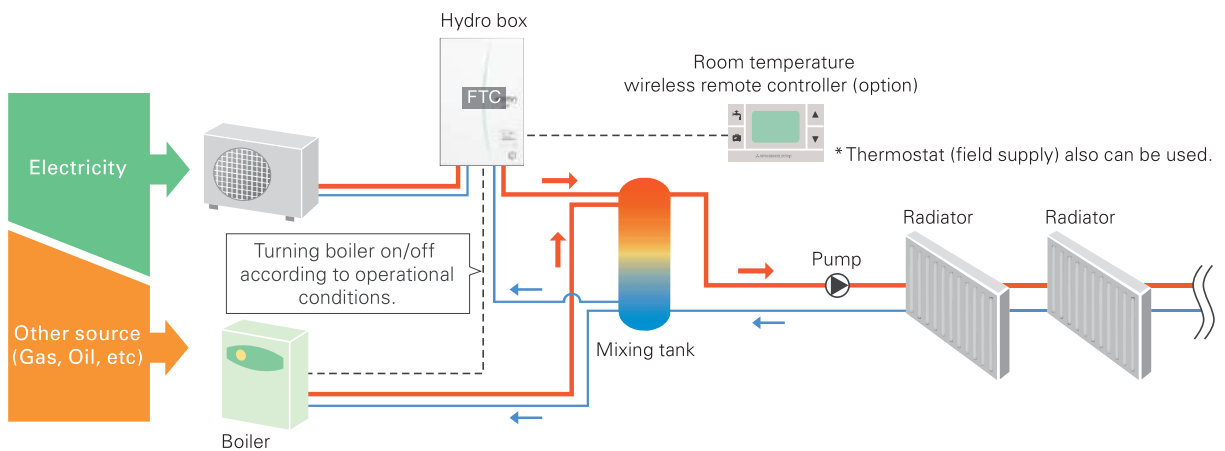 Hydro box
FTC
Room temperature
wireless remote controller (option)
* Thermostat (field supply) also can be used.
Electricity
Turning boiler on/off
according to operational
conditions.
Radiator
Radiator
Pump
Other source
(Gas, Oil, etc)
Mixing tank
Boiler